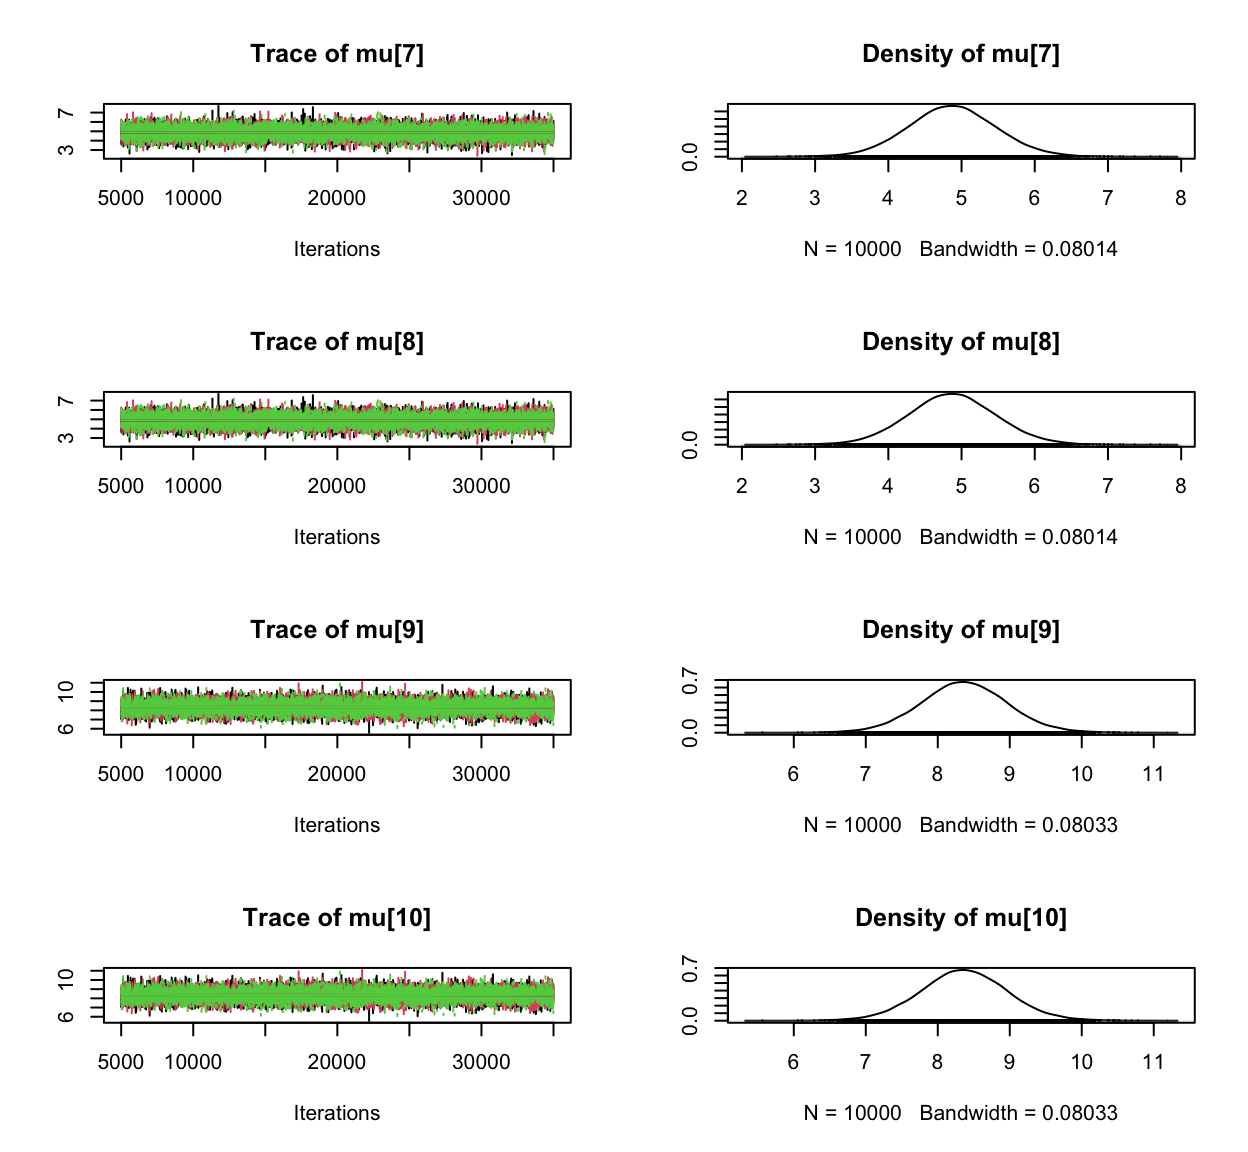 Trace of mu[7]
Density of mu[7]
7
3
5000 10000 20000 30000
Iterations
0.0
2 3 4 5 6 7 8
N = 10000 Bandwidth = 0.08014
Trace of mu[8]
Density of mu[8]
7
3
5000 10000 20000 30000
Iterations
0.0
2 3 4 5 6 7 8
N = 10000 Bandwidth = 0.08014
Trace of mu[9]
Density of mu[9]
10
6
5000 10000 20000 30000
Iterations
0.7
0.0
6 7 8 9 10 11
N = 10000 Bandwidth = 0.08033
Trace of mu[10]
Density of mu[10]
10
6
5000 10000 20000 30000
Iterations
0.7
0.0
6 7 8 9 10 11
N = 10000 Bandwidth = 0.08033